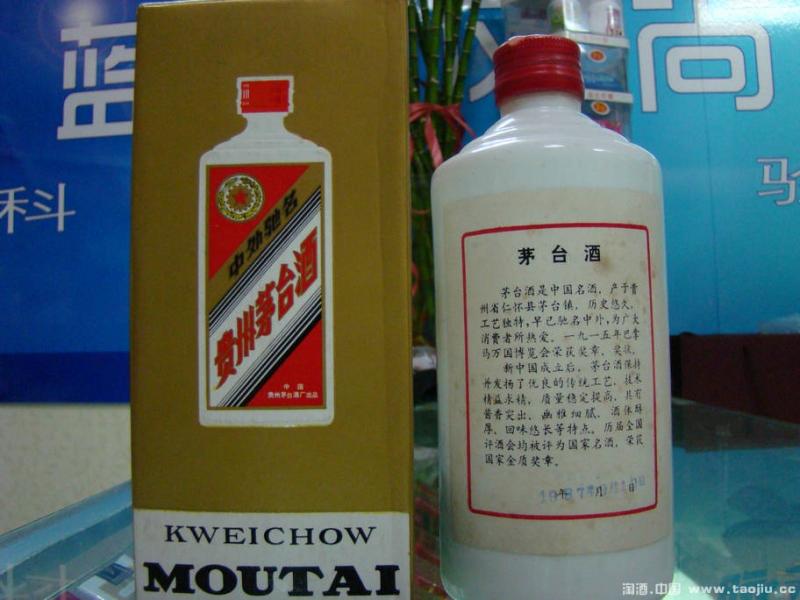 科
中外驰名
贵州茅台酒
中国
贵州茅台酒厂出品
KWEICHOW
MOUTAI
尚
茅台酒
茅台酒是中国名酒，产于贵
州省仁怀县茅台镇，历史悠久，
工艺独特，早已驰名中外，为广大
消费者所热爱。一九一五年巴拿
马万国博览会荣获奖章、奖状。
新中国成立后，茅台酒保持
并发扬了优良的传统工艺，技术
精益求精，质量稳定提高，具有
酱香突出、幽雅细腻、酒体醇
厚、回味悠长等特点。历届全国
评酒会均被评为国家名酒，荣获
国家金质奖章。
1987年 月 日
淘酒.中国 www.taojiu.cc